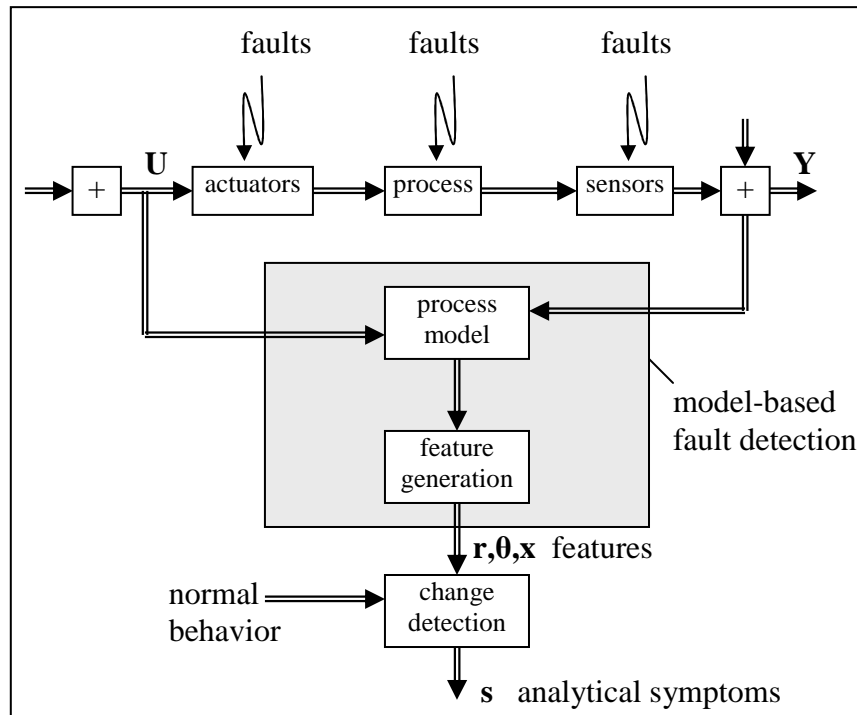 faults faults faults
U Y
+ actuators process sensors +
process
model
model-based
fault detection
feature
generation
r,θ,x features
normal
behavior
change
detection
s analytical symptoms